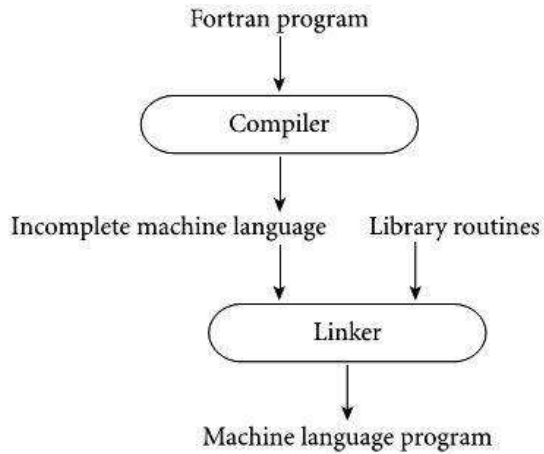 Fortran program
Compiler
Incomplete machine language
Library routines
Linker
Machine language program